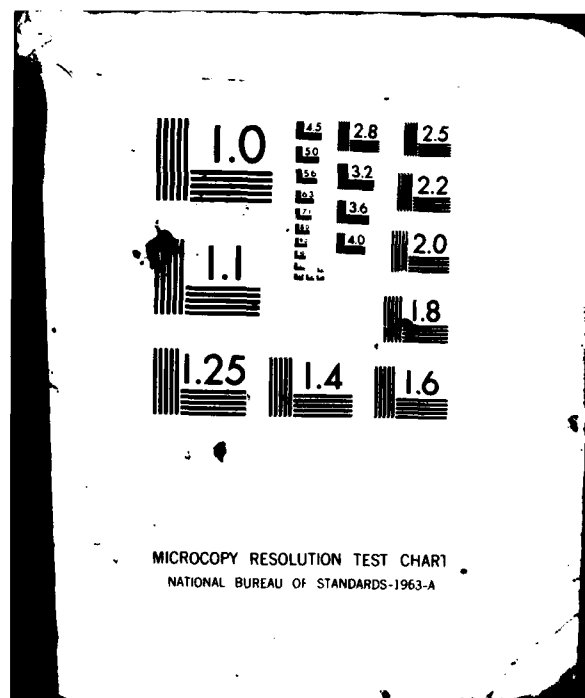 1.0
4.5 2.8 2.5
5.0
5.6 3.2 2.2
6.3
7.1 3.6
4.0 2.0
1.1
1.8
1.25 1.4 1.6
MICROCOPY RESOLUTION TEST CHART
NATIONAL BUREAU OF STANDARDS-1963-A